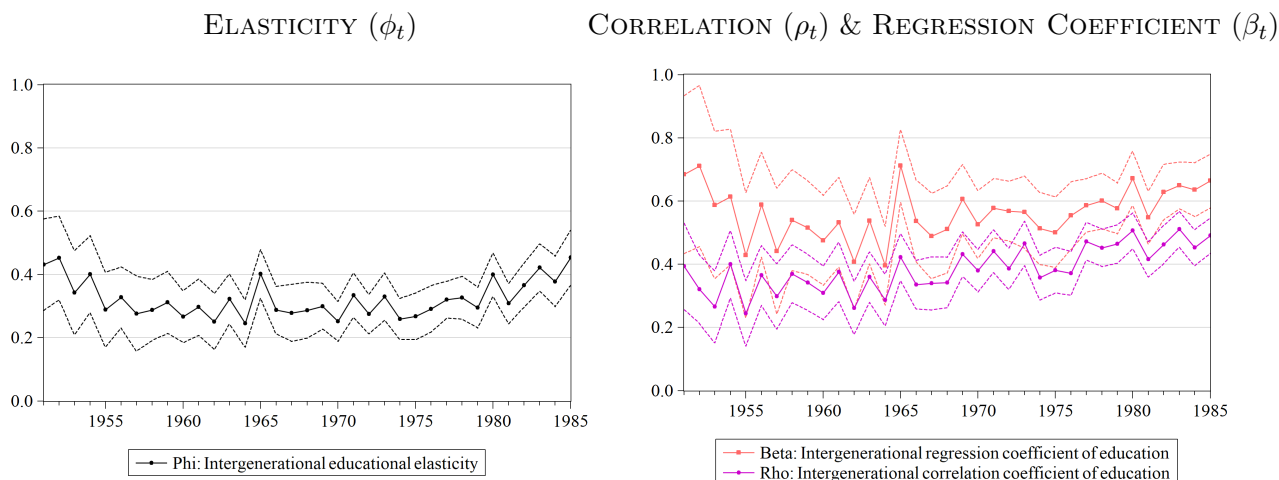 ELASTICITY (ϕt)
CORRELATION (ρt) & REGRESSION COEFFICIENT (βt)
1.0
0.8
0.6
0.4
0.2
0.0
1955 1960 1965 1970 1975 1980 1985
Phi: Intergenerational educational elasticity
1.0
0.8
0.6
0.4
0.2
0.0
1955 1960 1965 1970 1975 1980 1985
Beta: Intergenerational regression coefficient of education
Rho: Intergenerational correlation coefficient of education